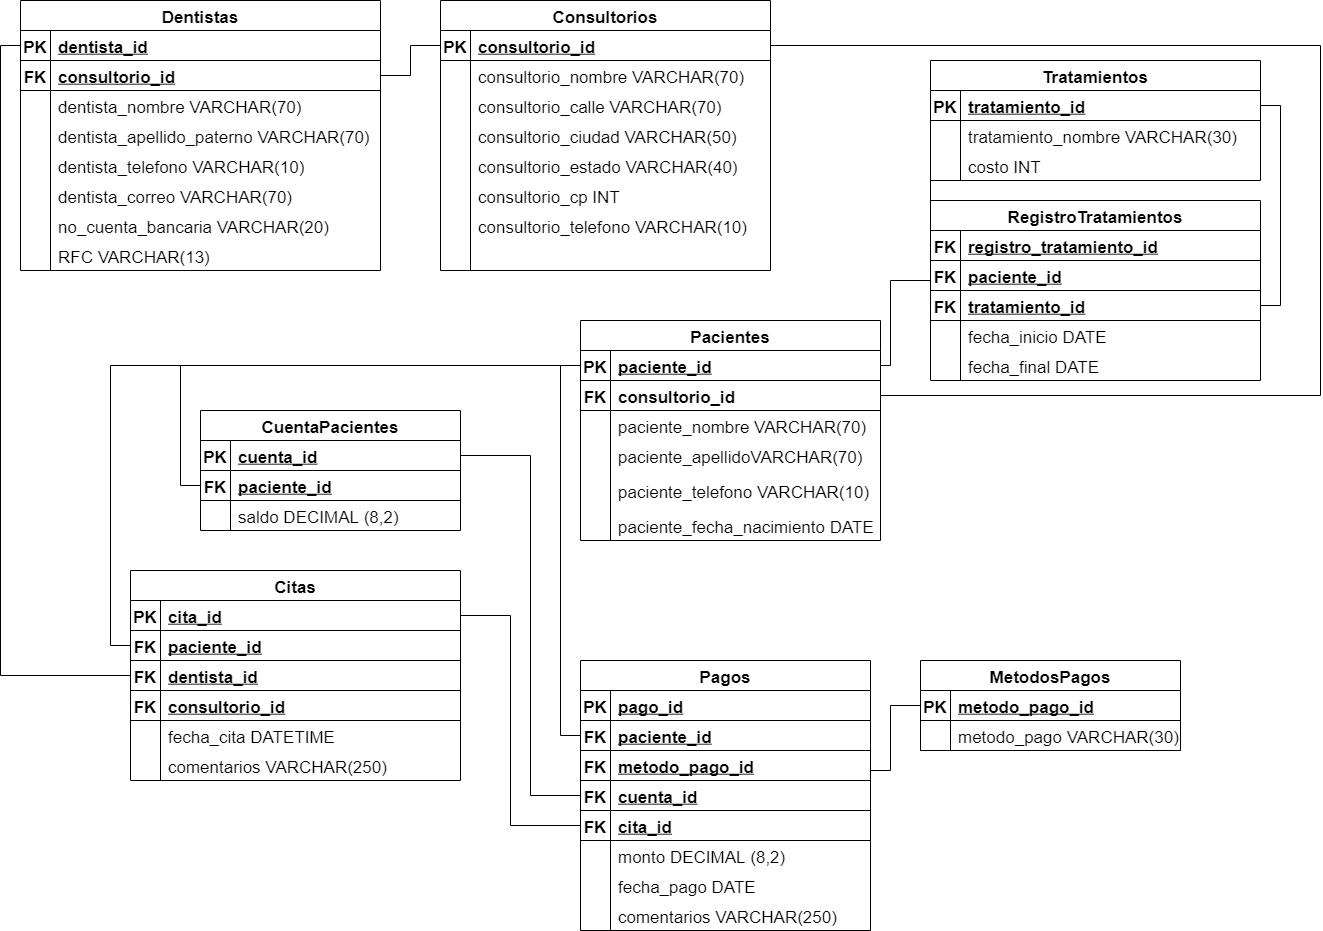 Dentistas
PK dentista_id
FK consultorio_id
dentista_nombre VARCHAR(70)
dentista_apellido_paterno VARCHAR(70)
dentista_telefono VARCHAR(10)
dentista_correo VARCHAR(70)
no_cuenta_bancaria VARCHAR(20)
RFC VARCHAR(13)
Consultorios
PK consultorio_id
consultorio_nombre VARCHAR(70)
consultorio_calle VARCHAR(70)
consultorio_ciudad VARCHAR(50)
consultorio_estado VARCHAR(40)
consultorio_cp INT
consultorio_telefono VARCHAR(10)
Tratamientos
PK tratamiento_id
tratamiento_nombre VARCHAR(30)
costo INT
RegistroTratamientos
FK registro_tratamiento_id
FK paciente_id
FK tratamiento_id
fecha_inicio DATE
fecha_final DATE
Pacientes
PK paciente_id
FK consultorio_id
paciente_nombre VARCHAR(70)
paciente_apellidoVARCHAR(70)
paciente_telefono VARCHAR(10)
paciente_fecha_nacimiento DATE
CuentaPacientes
PK cuenta_id
FK paciente_id
saldo DECIMAL (8,2)
Citas
PK cita_id
FK paciente_id
FK dentista_id
FK consultorio_id
fecha_cita DATETIME
comentarios VARCHAR(250)
Pagos
PK pago_id
FK paciente_id
FK metodo_pago_id
FK cuenta_id
FK cita_id
monto DECIMAL (8,2)
fecha_pago DATE
comentarios VARCHAR(250)
MetodosPagos
PK metodo_pago_id
metodo_pago VARCHAR(30)